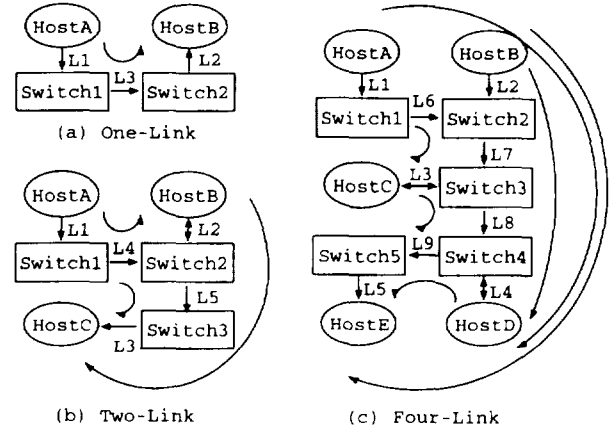 HostA HostB
L1 L3 L2
Switch1 Switch2
(a) One-Link
HostA HostB
L1 L4 L2
Switch1 Switch2
L5
HostC L3 Switch3
(b) Two-Link
HostA HostB
L1 L6 L2
Switch1 Switch2
L7
HostC L3 Switch3
L8
Switch5 L9 Switch4
L5 L4
HostE HostD
(c) Four-Link